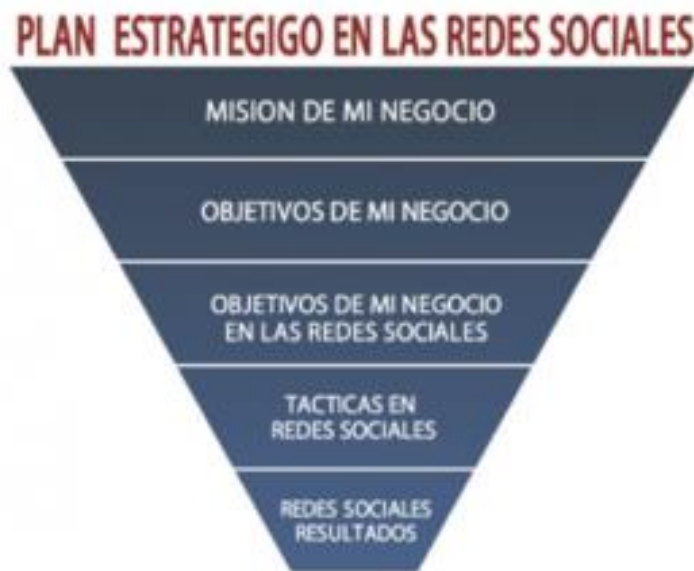 PLAN ESTRATEGIGO EN LAS REDES SOCIALES
MISION DE MI NEGOCIO
OBJETIVOS DE MI NEGOCIO
OBJETIVOS DE MI NEGOCIO
EN LAS REDES SOCIALES
TACTICAS EN
REDES SOCIALES
REDES SOCIALES
RESULTADOS